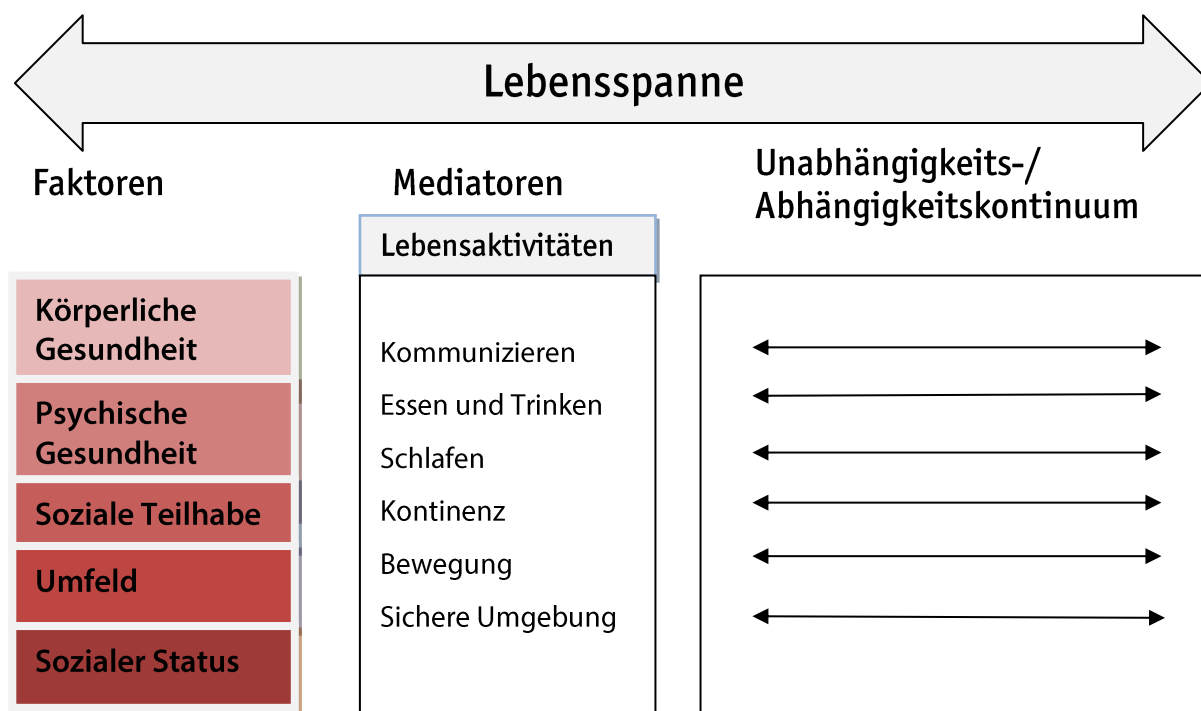 Lebensspanne
Faktoren
Mediatoren
Unabhängigkeits-/
Abhängigkeitskontinuum
Lebensaktivitäten
Körperliche
Gesundheit
Psychische
Gesundheit
Soziale Teilhabe
Umfeld
Sozialer Status
Kommunizieren
Essen und Trinken
Schlafen
Kontinenz
Bewegung
Sichere Umgebung